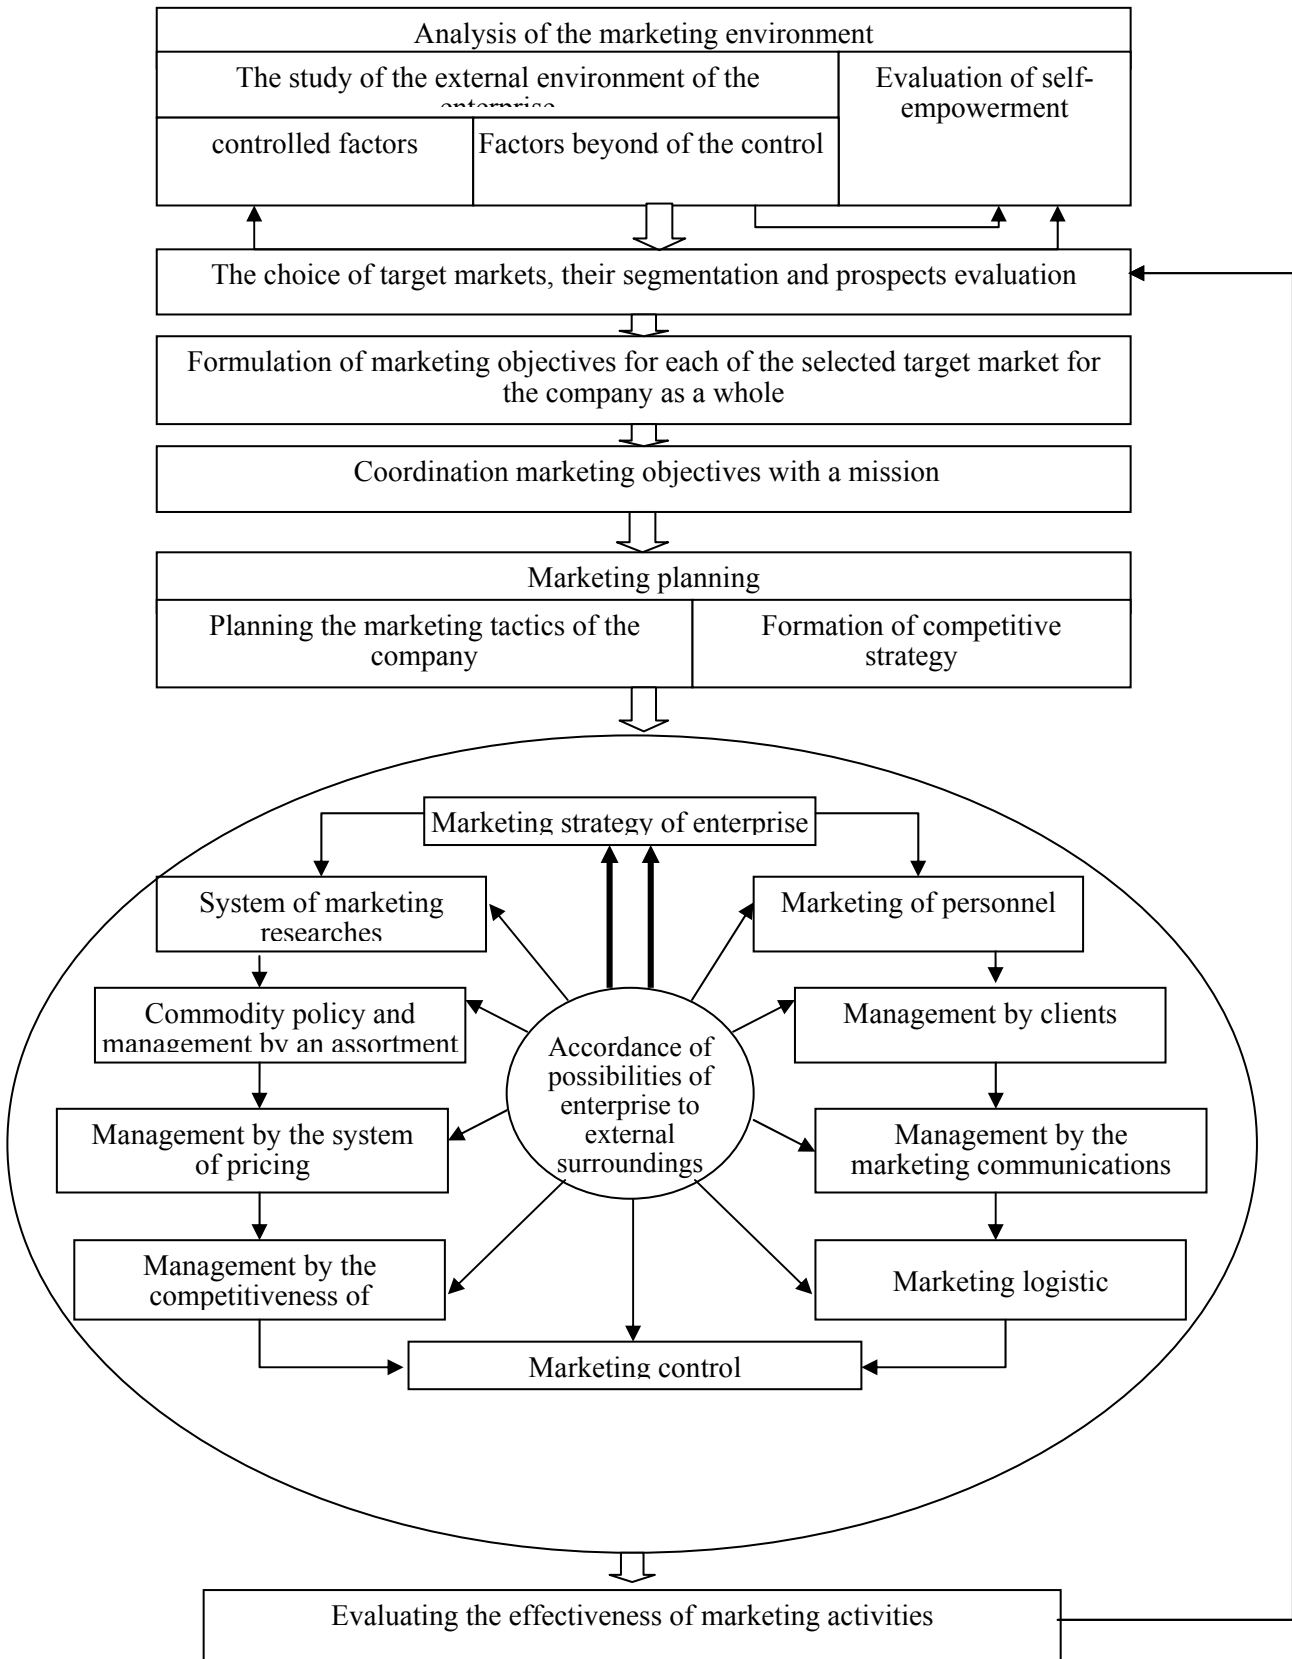 Analysis of the marketing environment
The study of the external environment of the
enterprise
Evaluation of self-
empowerment
controlled factors
Factors beyond of the control
The choice of target markets, their segmentation and prospects evaluation
Formulation of marketing objectives for each of the selected target market for
the company as a whole
Coordination marketing objectives with a mission
Marketing planning
Planning the marketing tactics of the
company
Formation of competitive
strategy
Marketing strategy of enterprise
System of marketing
researches
Marketing of personnel
Commodity policy and
management by an assortment
Management by clients
Accordance of
possibilities of
enterprise to
external
surroundings
Management by the system
of pricing
Management by the
marketing communications
Management by the
competitiveness of
Marketing logistic
Marketing control
Evaluating the effectiveness of marketing activities